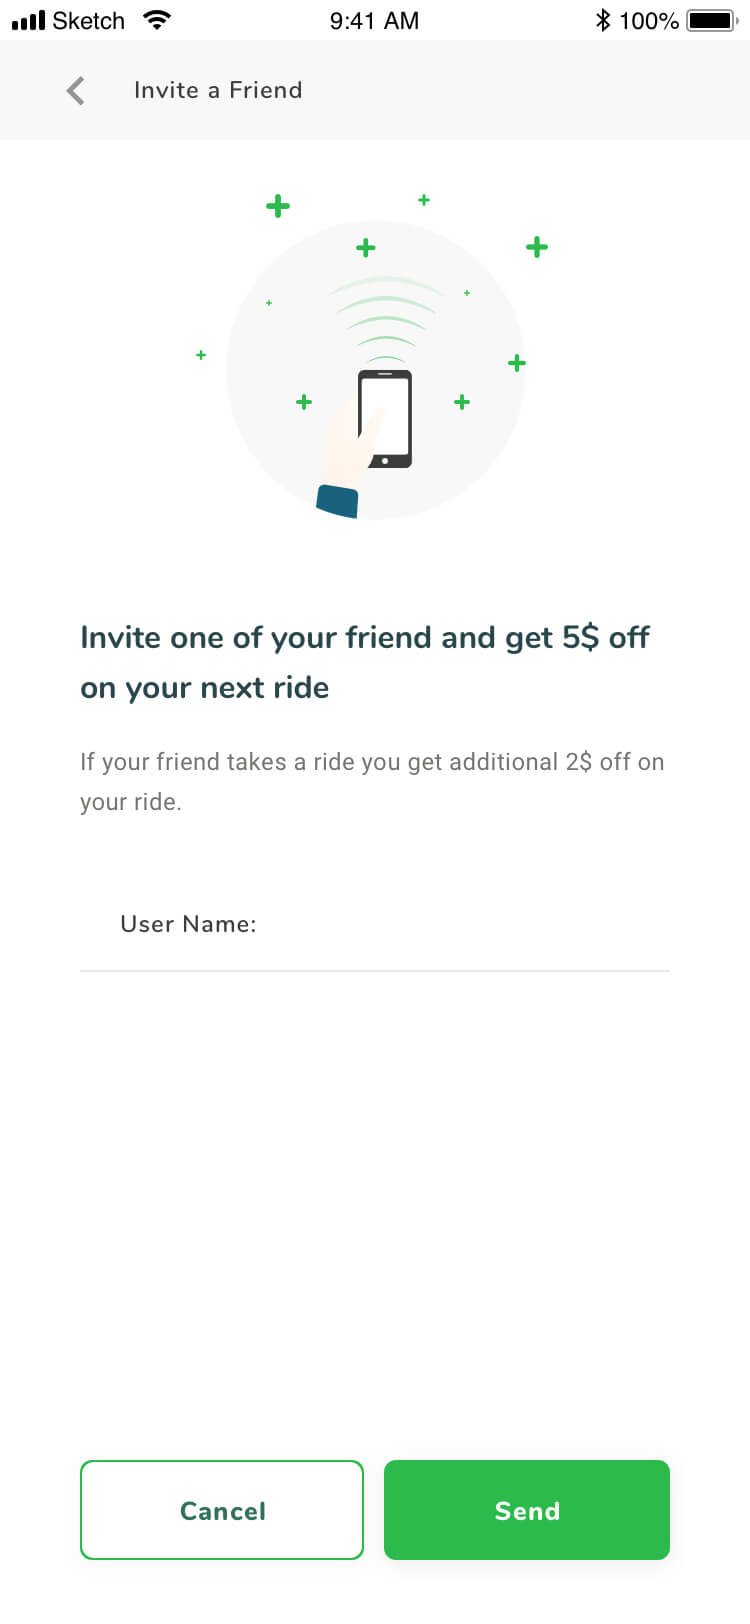 Sketch 9:41 AM 100%
Invite a Friend
Invite one of your friend and get 5$ off
on your next ride
If your friend takes a ride you get additional 2$ off on
your ride.
User Name:
Cancel Send